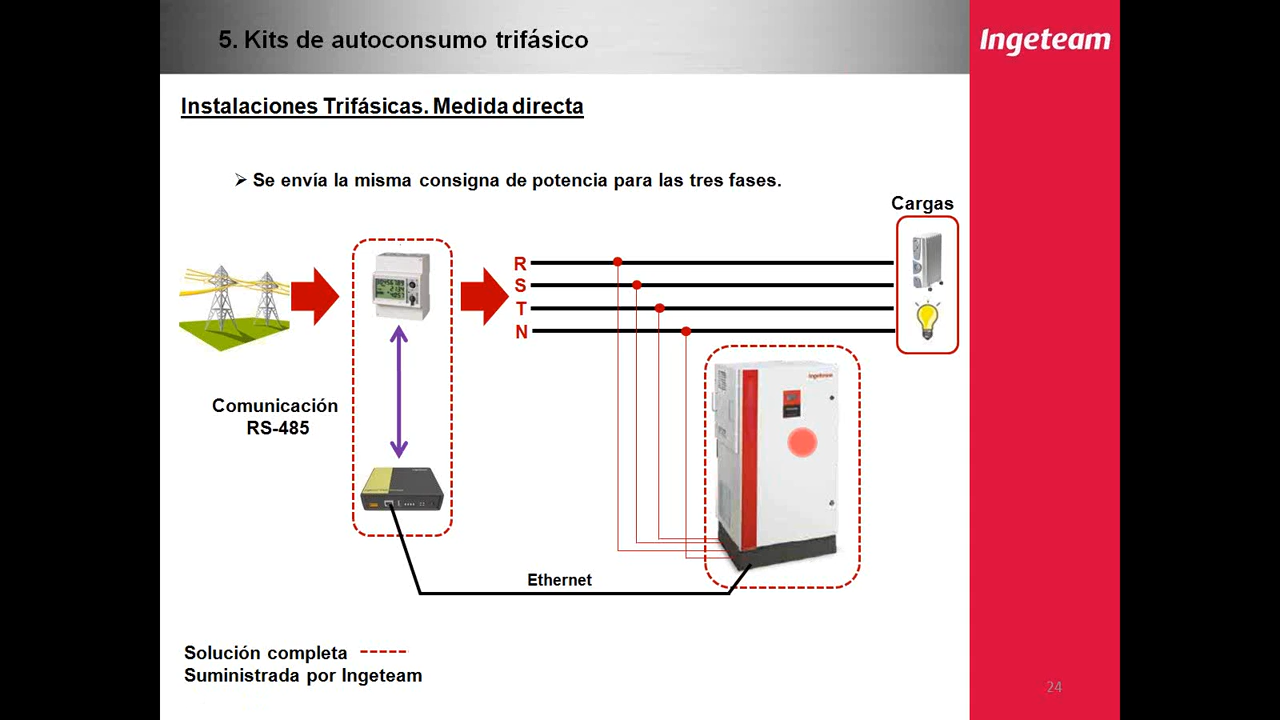 5. Kits de autoconsumo trifásico
Ingeteam
Instalaciones Trifásicas. Medida directa
Se envía la misma consigna de potencia para las tres fases.
Cargas
R
S
T
N
Ingeteam
Comunicación
RS-485
Ethernet
Solución completa
Suministrada por Ingeteam
24